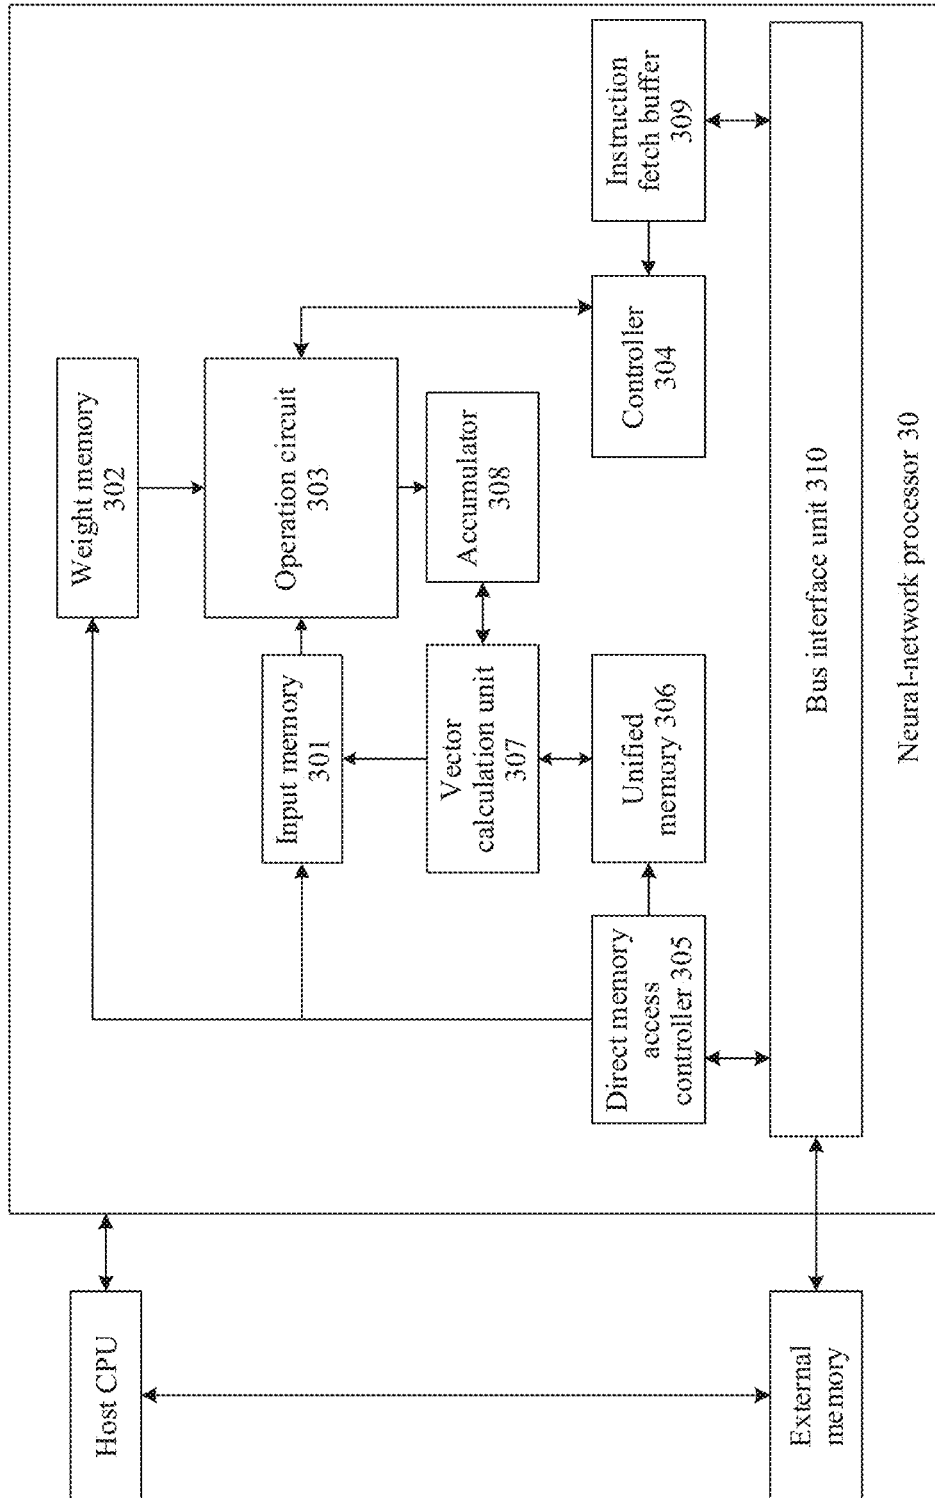 Host CPU
External
memory
Weight memory
302
Input memory
301
Operation circuit
303
Vector
calculation unit
307
Accumulator
308
Direct memory
access
controller 305
Unified
memory 306
Controller
304
Instruction
fetch buffer
309
Bus interface unit 310
Neural-network processor 30